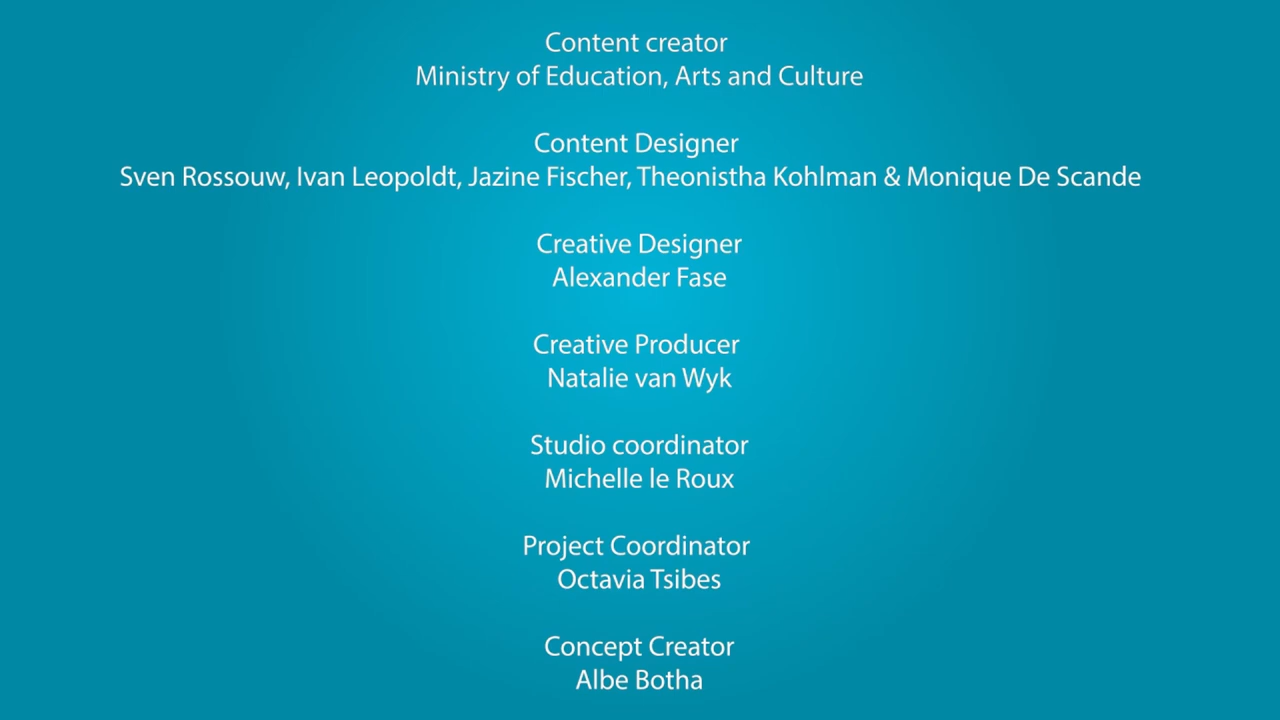 Content creator
Ministry of Education, Arts and Culture
Content Designer
Sven Rossouw, Ivan Leopoldt, Jazine Fischer, Theonistha Kohlman & Monique De Scande
Creative Designer
Alexander Fase
Creative Producer
Natalie van Wyk
Studio coordinator
Michelle le Roux
Project Coordinator
Octavia Tsibes
Concept Creator
Albe Botha